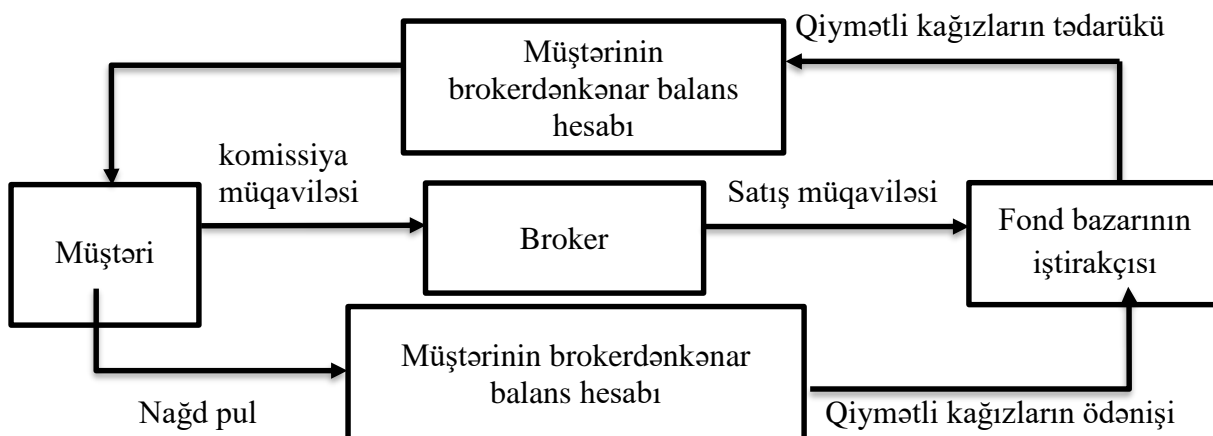 Qiymətli kağızların tədarükü
Müştərinin
brokerdənkənar balans
hesabı
komissiya
müqaviləsi
Satış müqaviləsi
Müştəri
Broker
Fond bazarının
iştirakçısı
Müştərinin brokerdənkənar
balans hesabı
Nağd pul
Qiymətli kağızların ödənişi